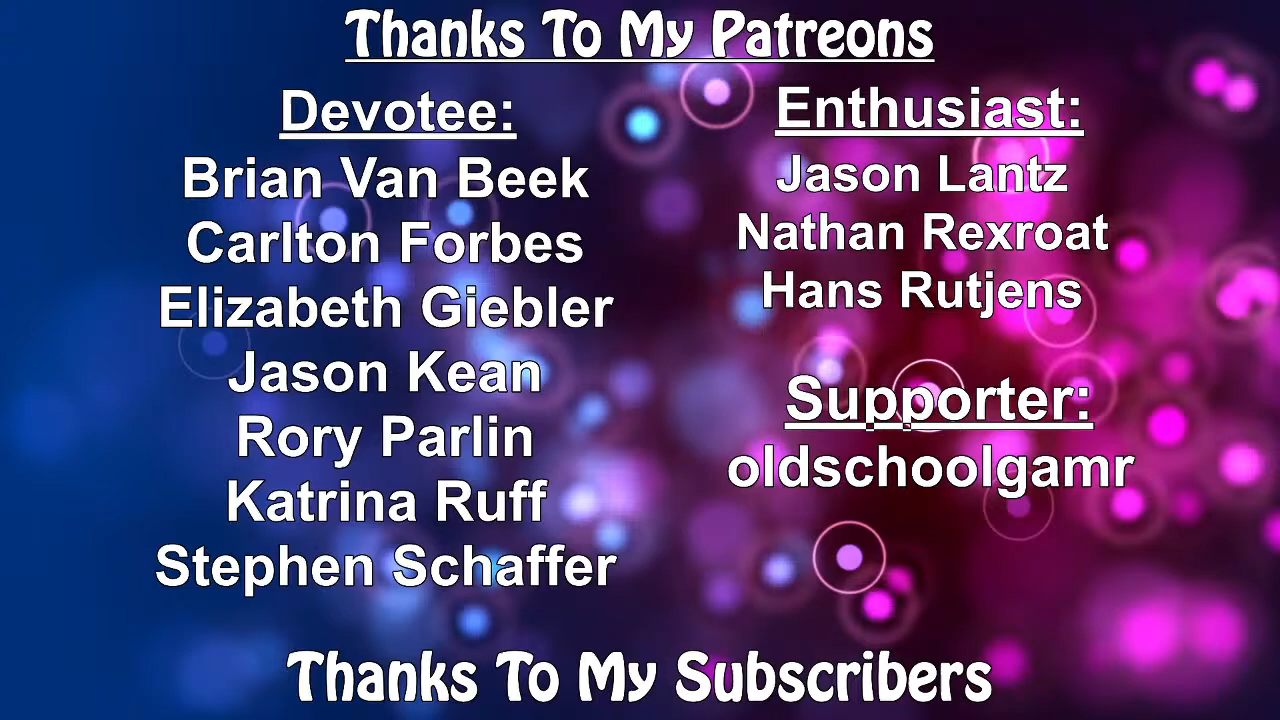 Thanks To My Patreons
Devotee:
Brian Van Beek
Carlton Forbes
Elizabeth Giebler
Jason Kean
Rory Parlin
Katrina Ruff
Stephen Schaffer
Enthusiast:
Jason Lantz
Nathan Rexroat
Hans Rutjens
Supporter:
oldschoolgamr
Thanks To My Subscribers